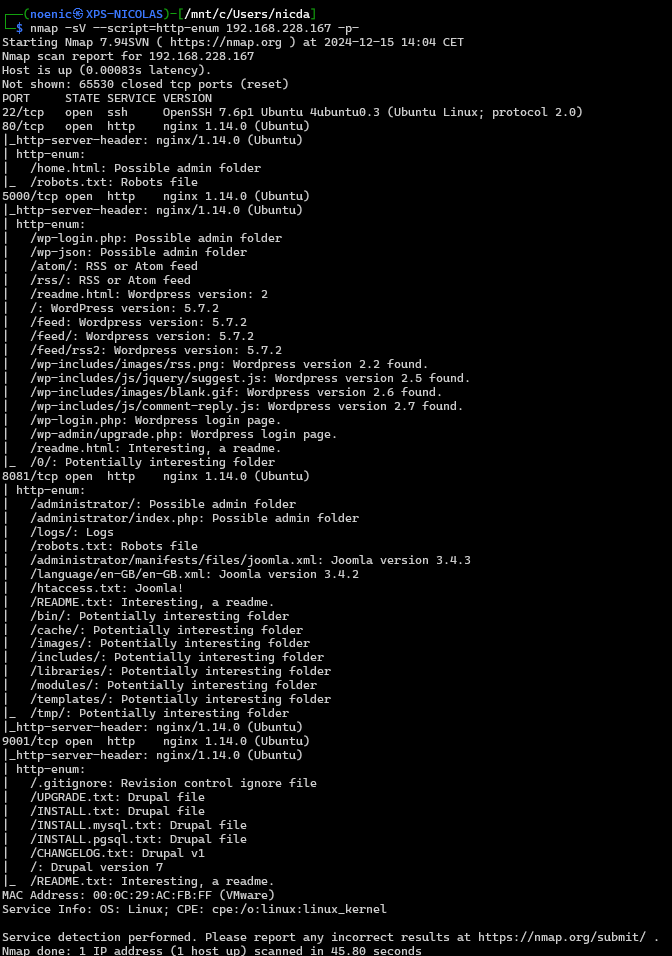 ┌──(noenic㉿XPS-NICOLAS)-[/mnt/c/Users/nicda]
└─$ nmap -sV --script=http-enum 192.168.228.167 -p-
Starting Nmap 7.94SVN ( https://nmap.org ) at 2024-12-15 14:04 CET
Nmap scan report for 192.168.228.167
Host is up (0.00083s latency).
Not shown: 65530 closed tcp ports (reset)
PORT     STATE SERVICE VERSION
22/tcp   open  ssh     OpenSSH 7.6p1 Ubuntu 4ubuntu0.3 (Ubuntu Linux; protocol 2.0)
80/tcp   open  http    nginx 1.14.0 (Ubuntu)
|_http-server-header: nginx/1.14.0 (Ubuntu)
| http-enum:
|   /home.html: Possible admin folder
|_  /robots.txt: Robots file
5000/tcp open  http    nginx 1.14.0 (Ubuntu)
|_http-server-header: nginx/1.14.0 (Ubuntu)
| http-enum:
|   /wp-login.php: Possible admin folder
|   /wp-json: Possible admin folder
|   /atom/: RSS or Atom feed
|   /rss/: RSS or Atom feed
|   /readme.html: Wordpress version: 2
|   /: WordPress version: 5.7.2
|   /feed: Wordpress version: 5.7.2
|   /feed/: Wordpress version: 5.7.2
|   /feed/rss2: Wordpress version: 5.7.2
|   /wp-includes/images/rss.png: Wordpress version 2.2 found.
|   /wp-includes/js/jquery/suggest.js: Wordpress version 2.5 found.
|   /wp-includes/images/blank.gif: Wordpress version 2.6 found.
|   /wp-includes/js/comment-reply.js: Wordpress version 2.7 found.
|   /wp-login.php: Wordpress login page.
|   /wp-admin/upgrade.php: Wordpress login page.
|   /readme.html: Interesting, a readme.
|_  /0/: Potentially interesting folder
8081/tcp open  http    nginx 1.14.0 (Ubuntu)
| http-enum:
|   /administrator/: Possible admin folder
|   /administrator/index.php: Possible admin folder
|   /logs/: Logs
|   /robots.txt: Robots file
|   /administrator/manifests/files/joomla.xml: Joomla version 3.4.3
|   /language/en-GB/en-GB.xml: Joomla version 3.4.2
|   /htaccess.txt: Joomla!
|   /README.txt: Interesting, a readme.
|   /bin/: Potentially interesting folder
|   /cache/: Potentially interesting folder
|   /images/: Potentially interesting folder
|   /includes/: Potentially interesting folder
|   /libraries/: Potentially interesting folder
|   /modules/: Potentially interesting folder
|   /templates/: Potentially interesting folder
|_  /tmp/: Potentially interesting folder
|_http-server-header: nginx/1.14.0 (Ubuntu)
9001/tcp open  http    nginx 1.14.0 (Ubuntu)
|_http-server-header: nginx/1.14.0 (Ubuntu)
| http-enum:
|   /.gitignore: Revision control ignore file
|   /UPGRADE.txt: Drupal file
|   /INSTALL.txt: Drupal file
|   /INSTALL.mysql.txt: Drupal file
|   /INSTALL.pgsql.txt: Drupal file
|   /CHANGELOG.txt: Drupal v1
|   /: Drupal version 7
|_  /README.txt: Interesting, a readme.
MAC Address: 00:0C:29:AC:FB:FF (VMware)
Service Info: OS: Linux; CPE: cpe:/o:linux:linux_kernel

Service detection performed. Please report any incorrect results at https://nmap.org/submit/ .
Nmap done: 1 IP address (1 host up) scanned in 45.80 seconds